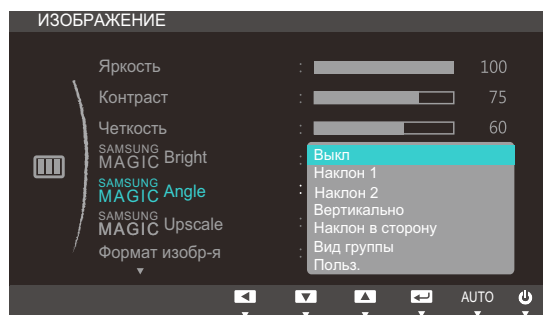 ИЗОБРАЖЕНИЕ
Яркость : 100
Контраст : 75
Четкость : 60
SAMSUNG MAGIC Bright :
SAMSUNG MAGIC Angle :
SAMSUNG MAGIC Upscale :
Формат изобр-я :
Выкл
Наклон 1
Наклон 2
Вертикально
Наклон в сторону
Вид группы
Польз.
AUTO